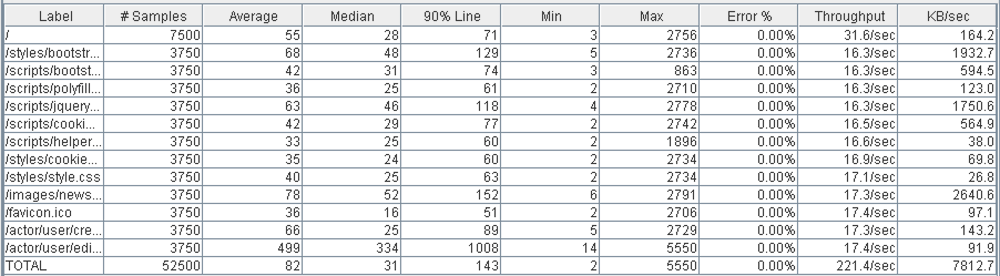 Label # Samples Average Median 90% Line Min Max Error % Throughput KB/sec
/ 7500 55 28 71 3 2756 0.00% 31.6/sec 164.2
/styles/bootstr... 3750 68 48 129 5 2736 0.00% 16.3/sec 1932.7
/scripts/bootst... 3750 42 31 74 3 863 0.00% 16.3/sec 594.5
/scripts/polyfill... 3750 36 25 61 2 2710 0.00% 16.3/sec 123.0
/scripts/jquery... 3750 63 46 118 4 2778 0.00% 16.3/sec 1750.6
/scripts/cooki... 3750 42 29 77 2 2742 0.00% 16.5/sec 564.9
/scripts/helper... 3750 33 25 60 2 1896 0.00% 16.6/sec 38.0
/styles/cookie... 3750 35 24 60 2 2734 0.00% 16.9/sec 69.8
/styles/style.css 3750 40 25 63 2 2734 0.00% 17.1/sec 26.8
/images/news... 3750 78 52 152 6 2791 0.00% 17.3/sec 2640.6
/favicon.ico 3750 36 16 51 2 2706 0.00% 17.4/sec 97.1
/actor/user/cre... 3750 66 25 89 5 2729 0.00% 17.3/sec 143.2
/actor/user/edi... 3750 499 334 1008 14 5550 0.00% 17.4/sec 91.9
TOTAL 52500 82 31 143 2 5550 0.00% 221.4/sec 7812.7